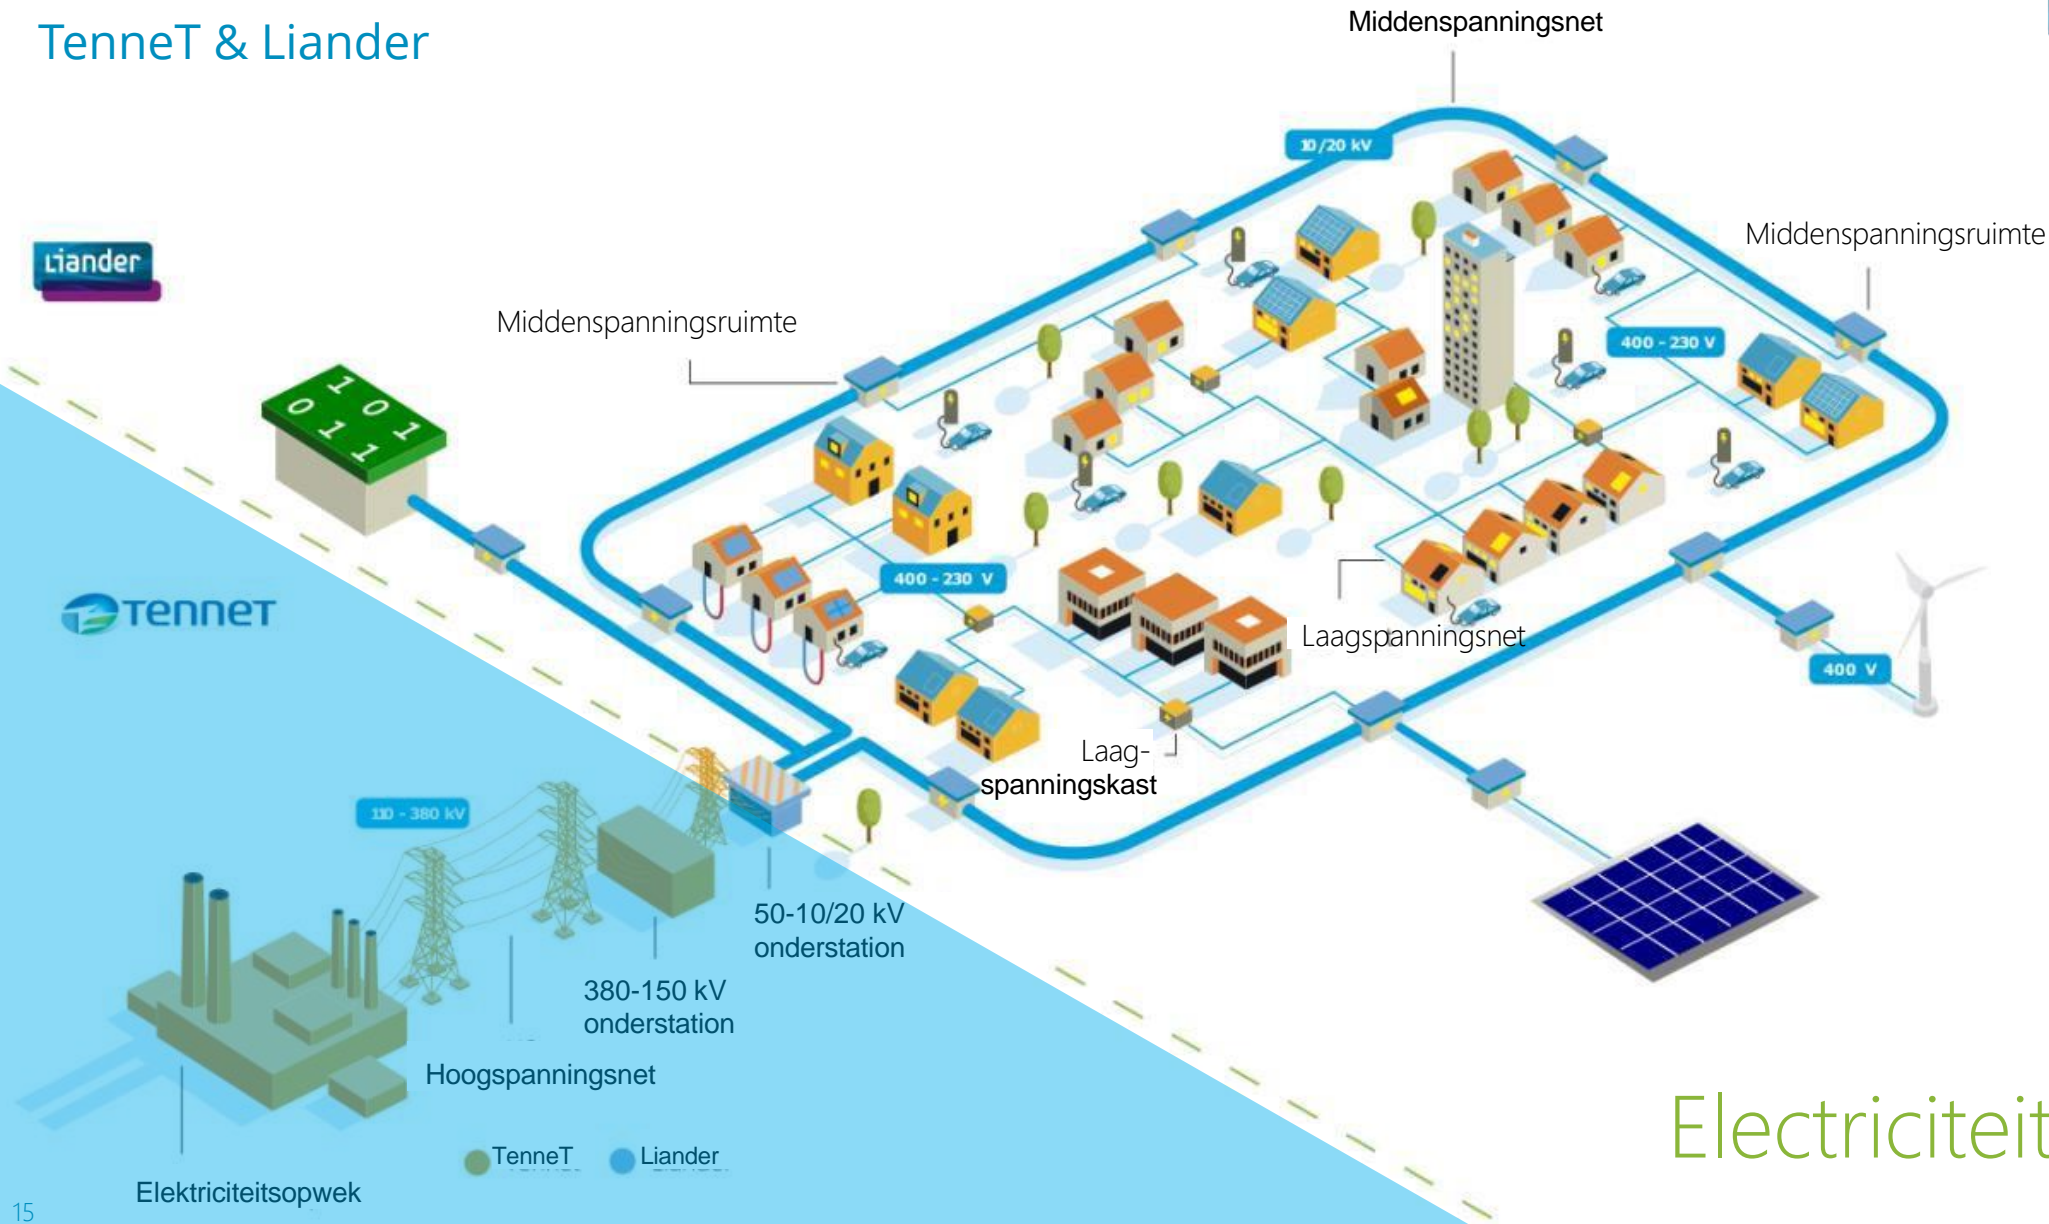 TenneT & Liander
Middenspanningsnet
10/20 kV
Liander
Middenspanningsruimte
Middenspanningsruimte
400 - 230 V
1 0 1
0 1 1
400 - 230 V
TenneT
Laagspanningsnet
400 V
Laag-
spanningskast
110 - 380 kV
50-10/20 kV
onderstation
380-150 kV
onderstation
Hoogspanningsnet
Electriciteit
TenneT
Liander
Elektriciteitsopwek
15